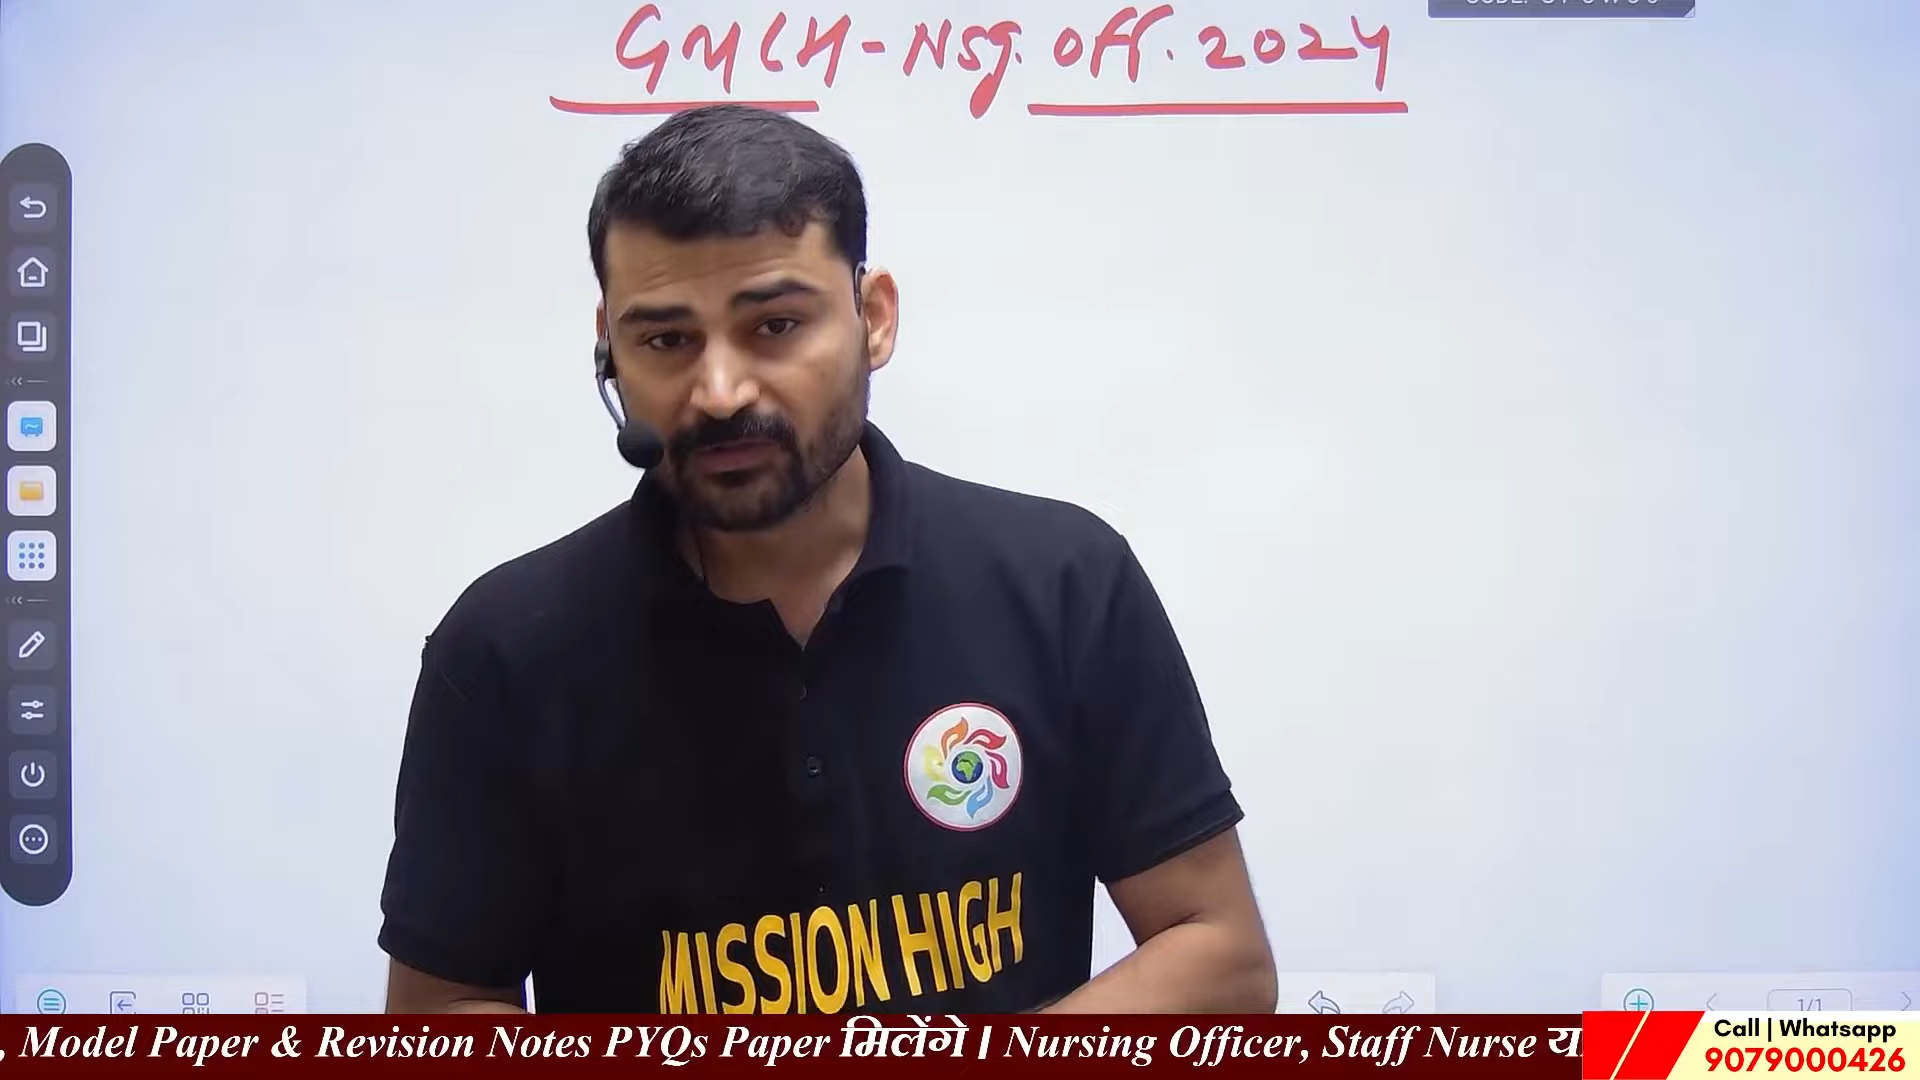 GMCH-Nsg. Off. 2024
MISSION HIGH
1/1
, Model Paper & Revision Notes PYQs Paper मिलेंगे। Nursing Officer, Staff Nurse
Call | Whatsapp
9079000426